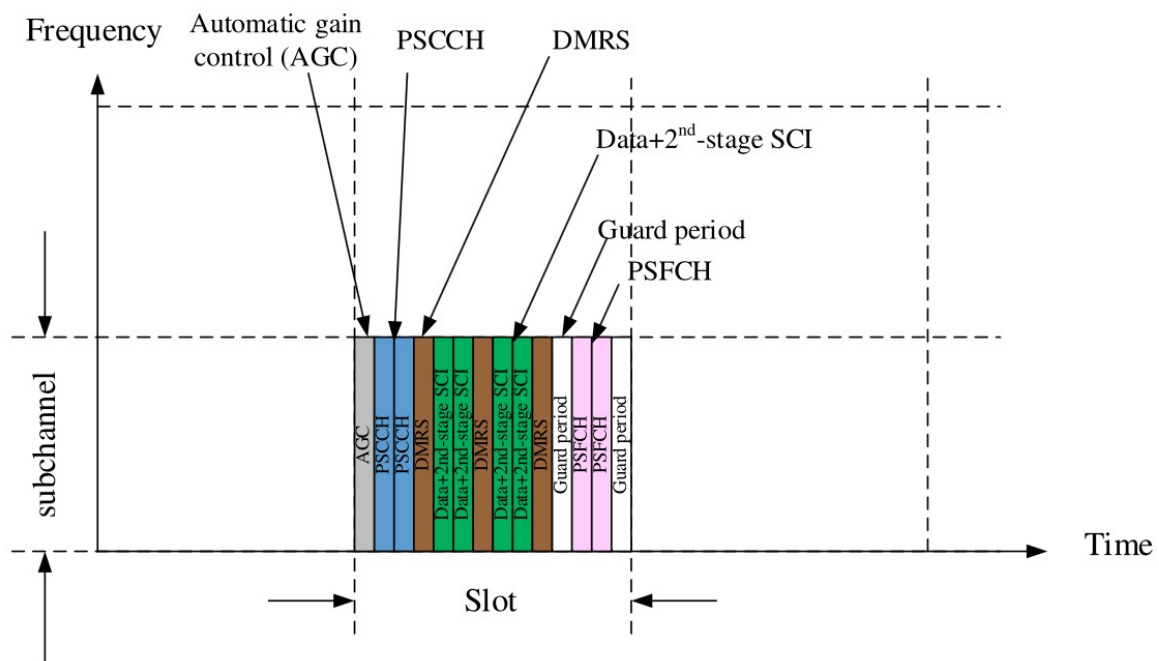 Frequency
Automatic gain
control (AGC)
PSCCH
DMRS
Data+2nd-stage SCI
Guard period
PSFCH
subchannel
AGC
PSCCH
PSCCH
DMRS
Data+2nd-stage SCI
Data+2nd-stage SCI
DMRS
Data+2nd-stage SCI
Data+2nd-stage SCI
DMRS
Guard period
PSFCH
PSFCH
Guard period
Time
Slot